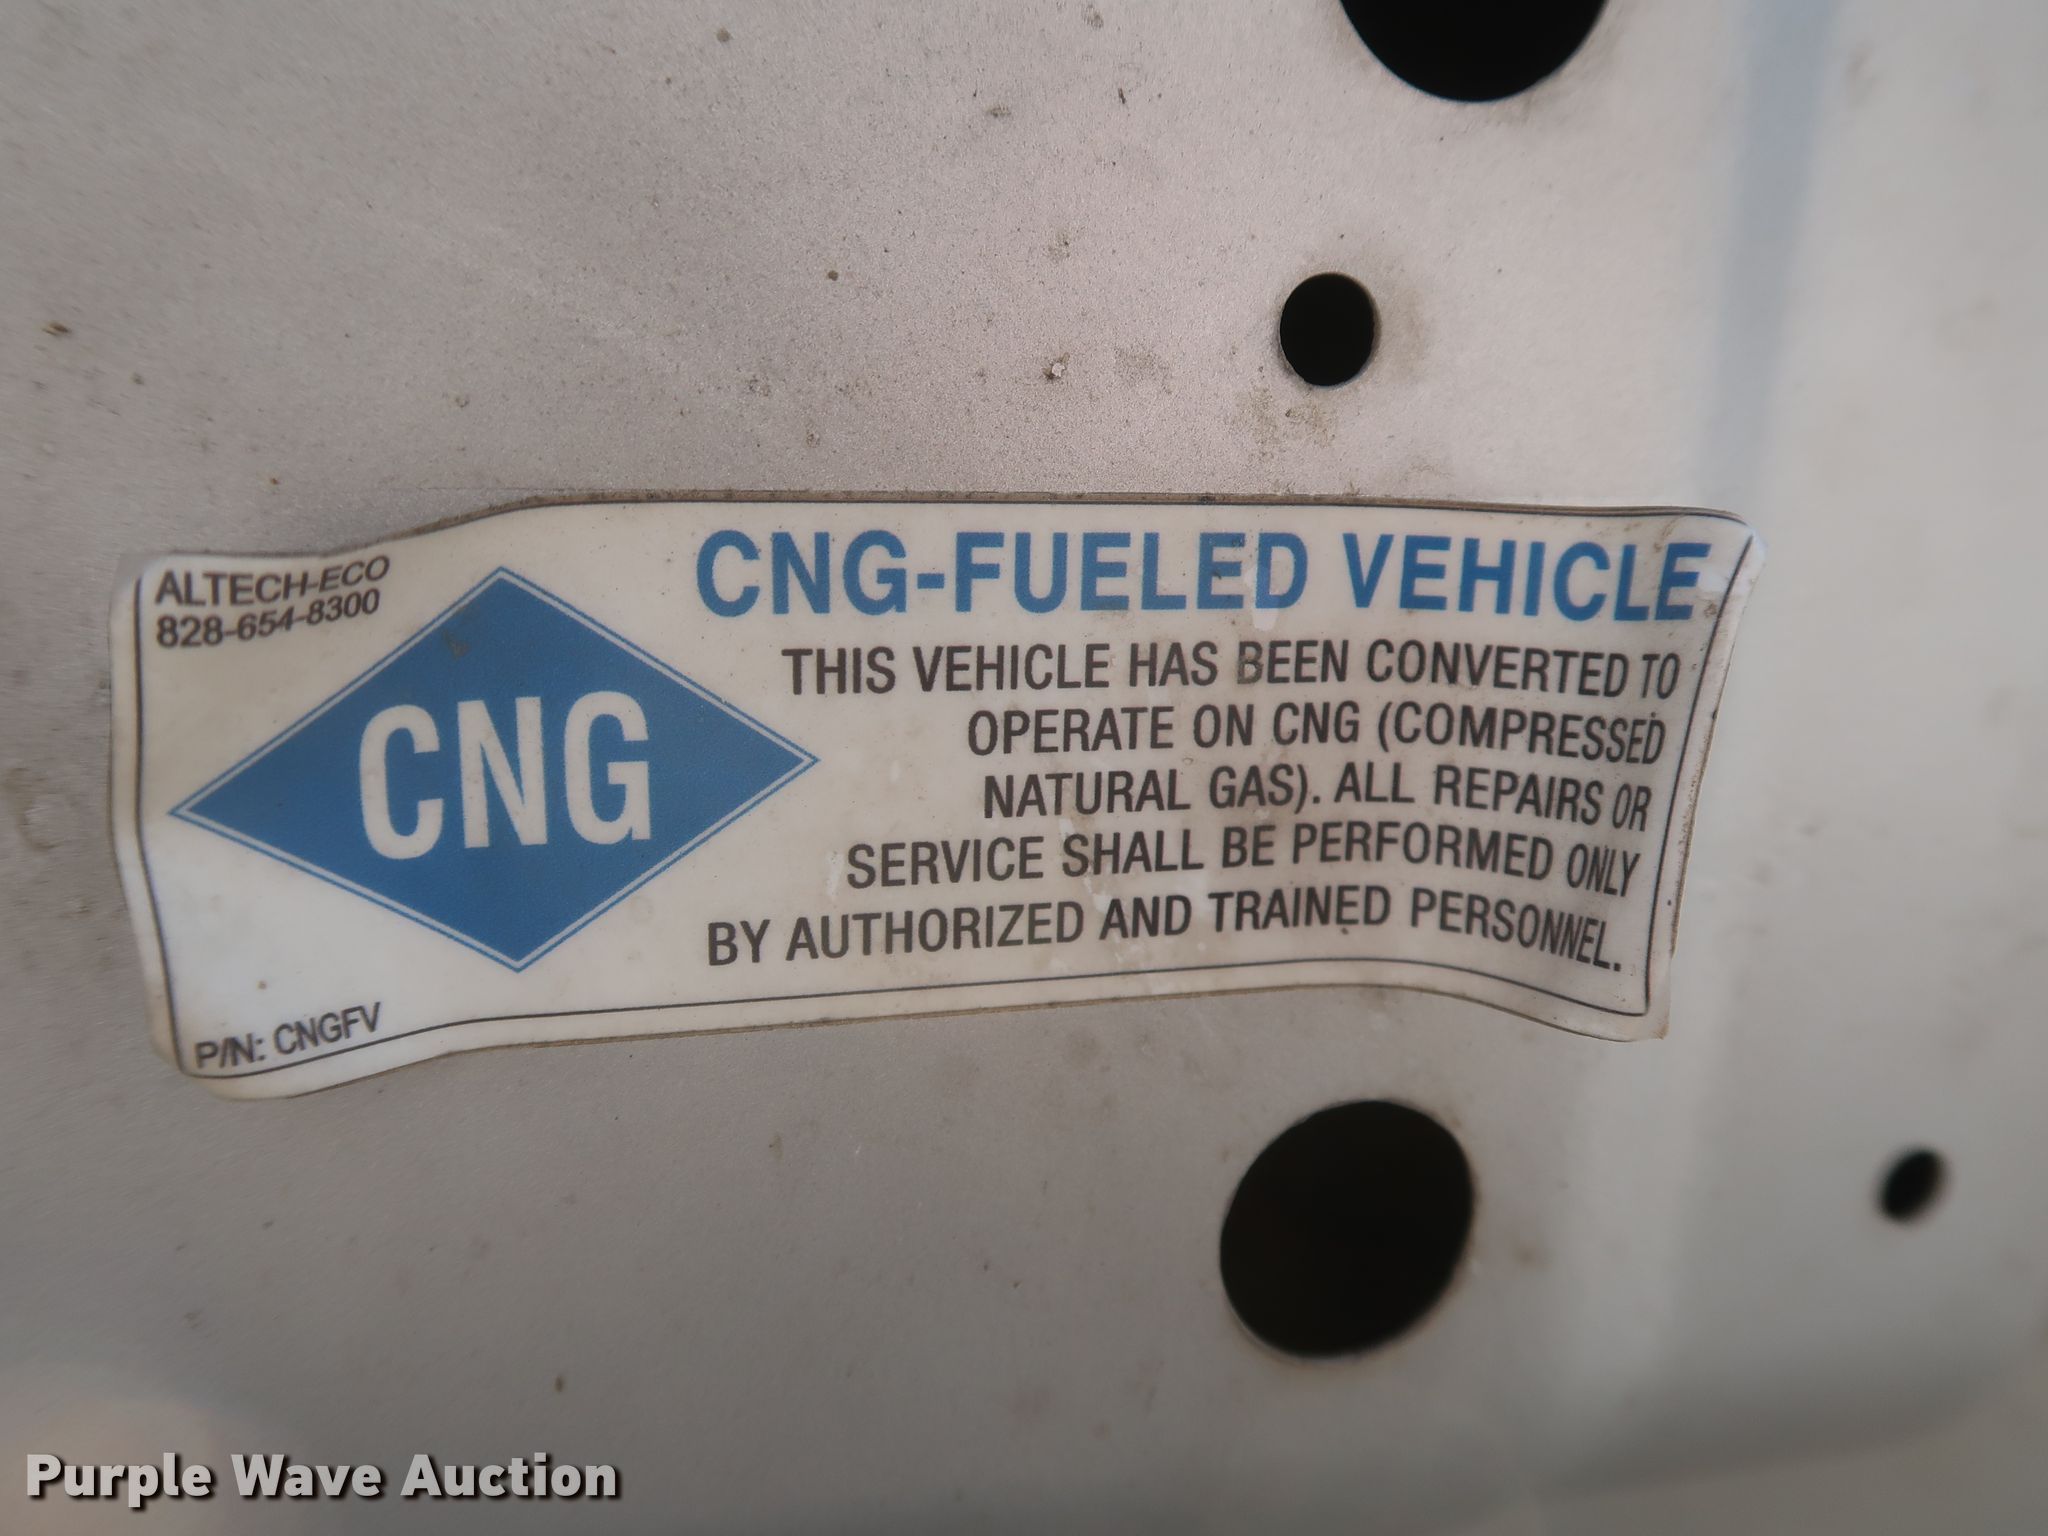 ALTECH-ECO
828-654-8300
CNG
P/N: CNGFV
CNG-FUELED VEHICLE
THIS VEHICLE HAS BEEN CONVERTED TO
OPERATE ON CNG (COMPRESSED
NATURAL GAS). ALL REPAIRS OR
SERVICE SHALL BE PERFORMED ONLY
BY AUTHORIZED AND TRAINED PERSONNEL.
Purple Wave Auction